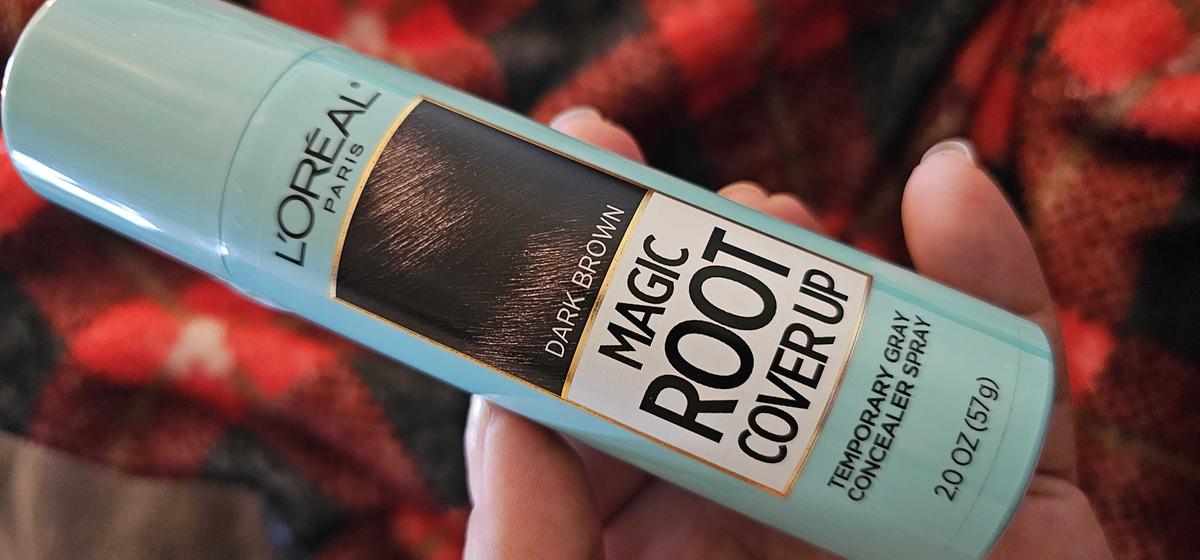 L'ORÉAL®
PARIS
DARK BROWN
MAGIC
ROOT
COVER UP
TEMPORARY GRAY
CONCEALER SPRAY
2.0 OZ (57g)